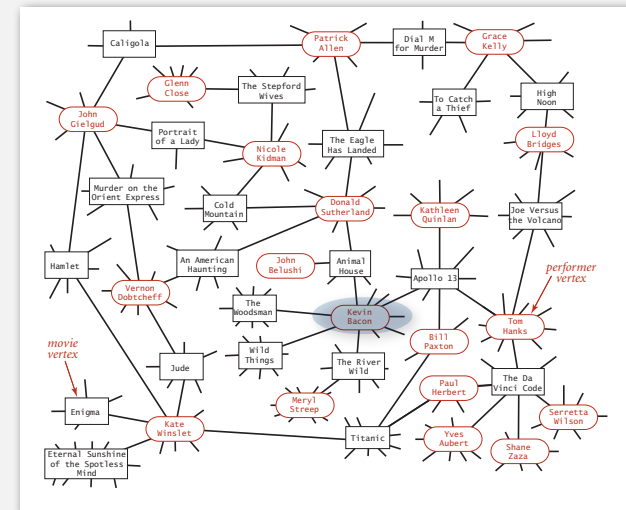 Caligola
Patrick
Allen
Dial M
for Murder
Grace
Kelly
Glenn
Close
The Stepford
Wives
To Catch
a Thief
High
Noon
John
Gielgud
Portrait
of a Lady
Nicole
Kidman
The Eagle
Has Landed
Lloyd
Bridges
Murder on the
Orient Express
Cold
Mountain
Donald
Sutherland
Kathleen
Quinlan
Joe Versus
the Volcano
Hamlet
An American
Haunting
John
Belushi
Animal
House
Apollo 13
performer
vertex
Vernon
Dobtcheff
The
Woodsman
Kevin
Bacon
Tom
Hanks
movie
vertex
Jude
Wild
Things
The River
Wild
Bill
Paxton
Paul
Herbert
The Da
Vinci Code
Enigma
Meryl
Streep
Serretta
Wilson
Kate
Winslet
Titanic
Yves
Aubert
Shane
Zaza
Eternal Sunshine
of the Spotless
Mind